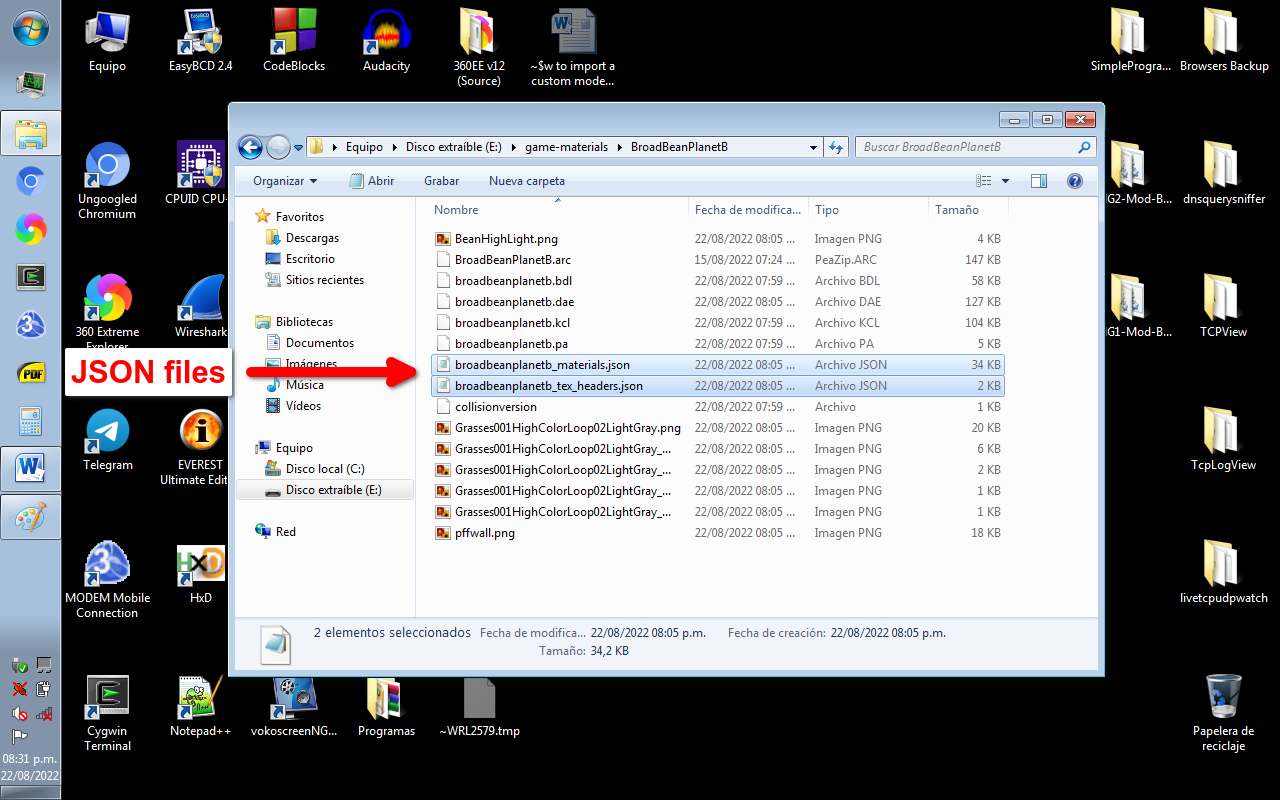 Equipo
EasyBCD 2.4
CodeBlocks
Audacity
360EE v12
(Source)
~$w to import a
custom mode...
SimpleProgra...
Browsers Backup
Ungoogled
Chromium
CPUID CPU-
G2-Mod-B...
dnsquerysniffer
360 Extreme
Explorer
Wireshark
G1-Mod-B...
TCPView
JSON files
PDF
Telegram
EVEREST
Ultimate Edit
TcpLogView
MODEM Mobile
Connection
HxD
HxD
livetcpudpwatch
Cygwin
Terminal
Notepad++
vokoscreenNG...
Programas
~WRL2579.tmp
Papelera de
reciclaje
08:31 p.m.
22/08/2022
Equipo Disco extraíble (E:) game-materials BroadBeanPlanetB
Buscar BroadBeanPlanetB
Organizar Abrir Grabar Nueva carpeta
Favoritos
Descargas
Escritorio
Sitios recientes
Bibliotecas
Documentos
Imágenes
Música
Vídeos
Equipo
Disco local (C:)
Disco extraíble (E:)
Red
Nombre Fecha de modifica... Tipo Tamaño
BeanHighLight.png 22/08/2022 08:05 ... Imagen PNG 4 KB
BroadBeanPlanetB.arc 15/08/2022 07:24 ... PeaZip.ARC 147 KB
broadbeanplanetb.bdl 22/08/2022 07:59 ... Archivo BDL 58 KB
broadbeanplanetb.dae 22/08/2022 08:05 ... Archivo DAE 127 KB
broadbeanplanetb.kcl 22/08/2022 07:59 ... Archivo KCL 104 KB
broadbeanplanetb.pa 22/08/2022 07:59 ... Archivo PA 5 KB
broadbeanplanetb_materials.json 22/08/2022 08:05 ... Archivo JSON 34 KB
broadbeanplanetb_tex_headers.json 22/08/2022 08:05 ... Archivo JSON 2 KB
collisionversion 22/08/2022 07:59 ... Archivo 1 KB
Grasses001HighColorLoop02LightGray.png 22/08/2022 08:05 ... Imagen PNG 20 KB
Grasses001HighColorLoop02LightGray_... 22/08/2022 08:05 ... Imagen PNG 6 KB
Grasses001HighColorLoop02LightGray_... 22/08/2022 08:05 ... Imagen PNG 2 KB
Grasses001HighColorLoop02LightGray_... 22/08/2022 08:05 ... Imagen PNG 1 KB
Grasses001HighColorLoop02LightGray_... 22/08/2022 08:05 ... Imagen PNG 1 KB
pffwall.png 22/08/2022 08:05 ... Imagen PNG 18 KB
2 elementos seleccionados Fecha de modifica... 22/08/2022 08:05 p.m. Fecha de creación: 22/08/2022 08:05 p.m.
Tamaño: 34,2 KB